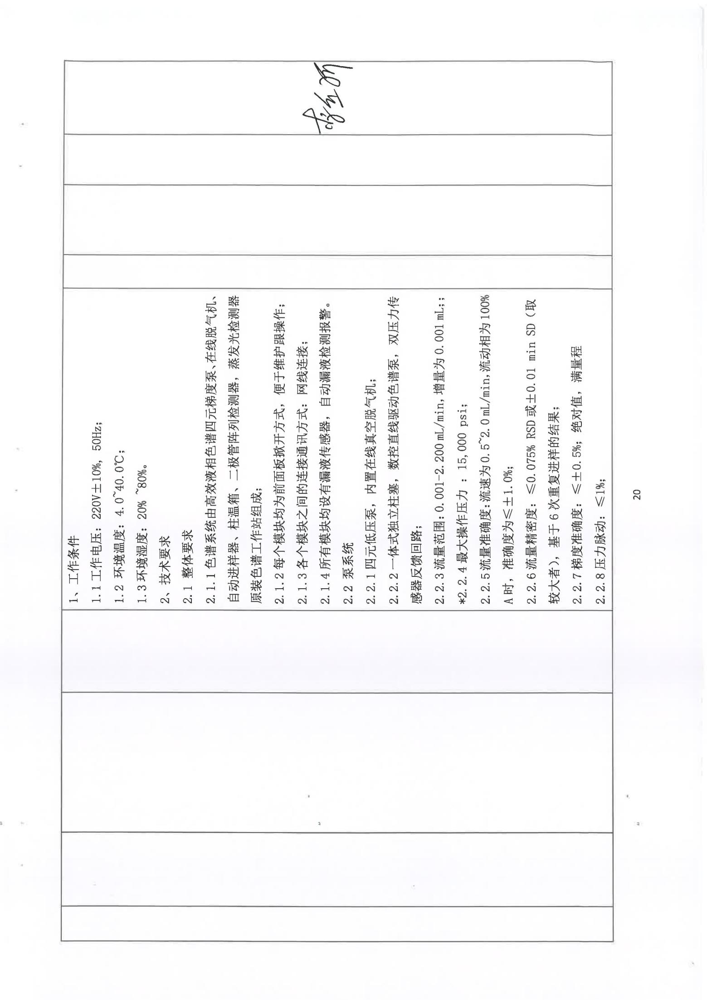 1、工作条件
1.1 工作电压：220V±10%, 50Hz；
1.2 环境温度：4.0~40.0℃；
1.3 环境湿度：20% ~80%。
2、技术要求
2.1 整体要求
2.1.1 色谱系统由高效液相色谱四元梯度泵、在线脱气机、
自动进样器、柱温箱、二极管阵列检测器，蒸发光检测器
原装色谱工作站组成；
2.1.2 每个模块均为前面板掀开方式，便于维护跟操作；
2.1.3 各个模块之间的连接通讯方式：网线连接；
2.1.4 所有模块均设有漏液传感器，自动漏液检测报警。
2.2 泵系统
2.2.1 四元低压泵，内置在线真空脱气机；
2.2.2 一体式独立柱塞，数控直线驱动色谱泵，双压力传
感器反馈回路；
2.2.3 流量范围：0.001-2.200 mL/min,增量为 0.001 mL；;
*2.2.4 最大操作压力 : 15,000 psi；
2.2.5 流量准确度：流速为 0.5~2.0 mL/min,流动相为 100%
A 时，准确度为≤±1.0%；
2.2.6 流量精密度：≤0.075% RSD 或±0.01 min SD（取
较大者），基于 6 次重复进样的结果；
2.2.7 梯度准确度：≤±0.5%；绝对值，满量程
2.2.8 压力脉动：≤1%；
20